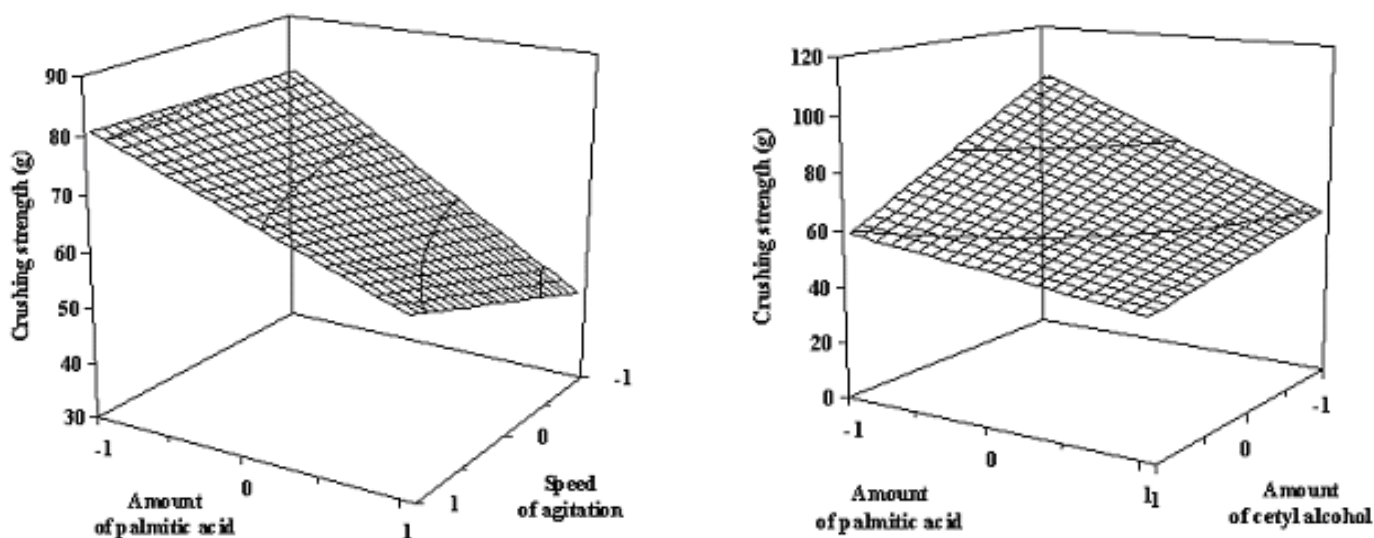 90
80
70
60
50
40
30
Crushing strength (g)
-1
0
1
Amount
of palmitic acid
1
0
-1
Speed
of agitation
120
100
80
60
40
20
0
Crushing strength (g)
-1
0
1
Amount
of palmitic acid
1
0
-1
Amount
of cetyl alcohol